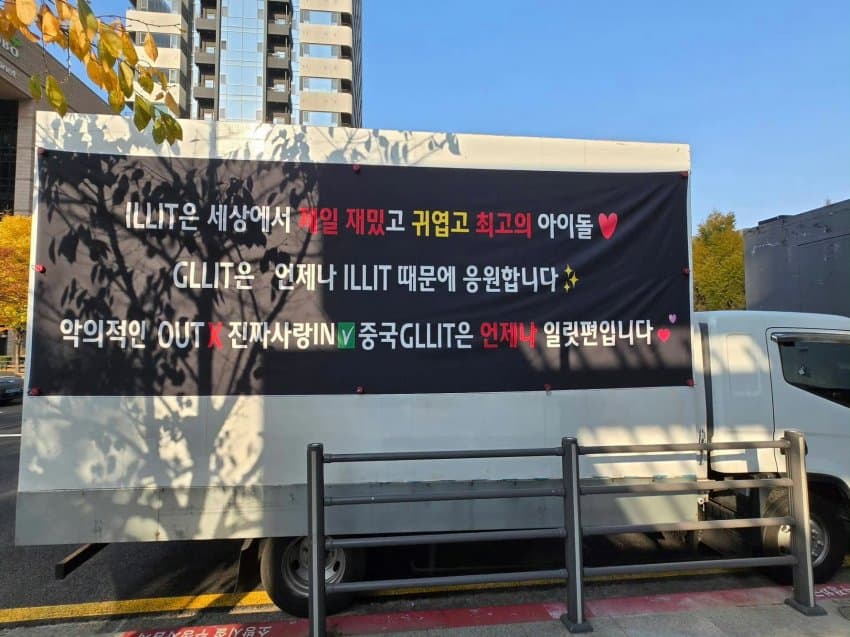 ILLIT은 세상에서 제일 재밌고 귀엽고 최고의 아이돌❤️
GLLIT은 언제나 ILLIT 때문에 응원합니다✨
악의적인 OUT❌ 진짜사랑IN✅ 중국GLLIT은 언제나 일릿편입니다💕